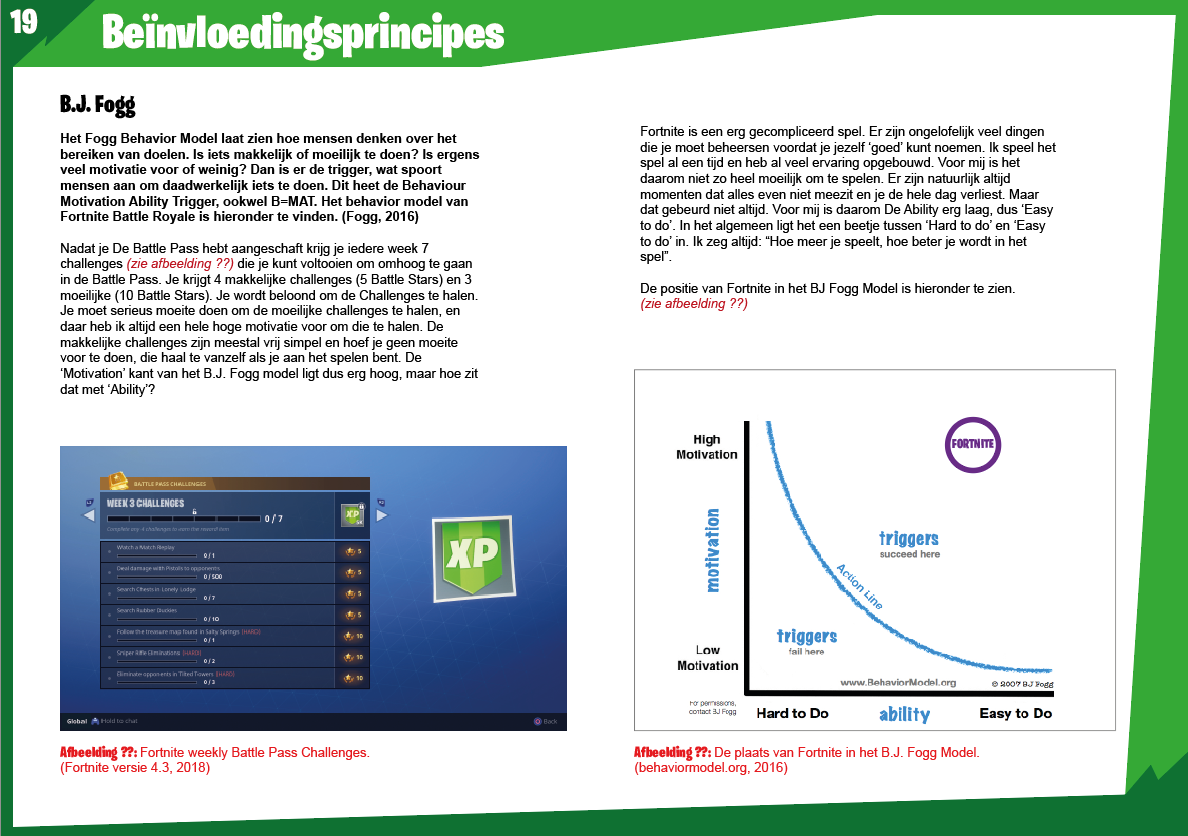 19
Beïnvloedingsprincipes
B.J. Fogg
Het Fogg Behavior Model laat zien hoe mensen denken over het
bereiken van doelen. Is iets makkelijk of moeilijk te doen? Is ergens
veel motivatie voor of weinig? Dan is er de trigger, wat spoort
mensen aan om daadwerkelijk iets te doen. Dit heet de Behaviour
Motivation Ability Trigger, ookwel B=MAT. Het behavior model van
Fortnite Battle Royale is hieronder te vinden. (Fogg, 2016)
Nadat je De Battle Pass hebt aangeschaft krijg je iedere week 7
challenges (zie afbeelding ??) die je kunt voltooien om omhoog te gaan
in de Battle Pass. Je krijgt 4 makkelijke challenges (5 Battle Stars) en 3
moeilijke (10 Battle Stars). Je wordt beloond om de Challenges te halen.
Je moet serieus moeite doen om de moeilijke challenges te halen, en
daar heb ik altijd een hele hoge motivatie voor om die te halen. De
makkelijke challenges zijn meestal vrij simpel en hoef je geen moeite
voor te doen, die haal te vanzelf als je aan het spelen bent. De
‘Motivation’ kant van het B.J. Fogg model ligt dus erg hoog, maar hoe zit
dat met ‘Ability’?
BATTLE PASS CHALLENGES
WEEK 3 CHALLENGES
0 / 7
Complete any 4 challenges to earn the reward item
XP
Watch a Match Replay
0 / 1
5
Deal damage with Pistols to opponents
0 / 500
5
Search Chests in Lonely Lodge
0 / 7
5
Search Rubber Duckies
0 / 10
5
Follow the treasure map found in Salty Springs (HARD)
0 / 1
10
Sniper Rifle Eliminations (HARD)
0 / 2
10
Eliminate opponents in Tilted Towers (HARD)
0 / 3
10
XP
Global Hold to chat
Back
Afbeelding ??: Fortnite weekly Battle Pass Challenges.
(Fortnite versie 4.3, 2018)
Fortnite is een erg gecompliceerd spel. Er zijn ongelofelijk veel dingen
die je moet beheersen voordat je jezelf ‘goed’ kunt noemen. Ik speel het
spel al een tijd en heb al veel ervaring opgebouwd. Voor mij is het
daarom niet zo heel moeilijk om te spelen. Er zijn natuurlijk altijd
momenten dat alles even niet meezit en je de hele dag verliest. Maar
dat gebeurd niet altijd. Voor mij is daarom De Ability erg laag, dus ‘Easy
to do’. In het algemeen ligt het een beetje tussen ‘Hard to do’ en ‘Easy
to do’ in. Ik zeg altijd: “Hoe meer je speelt, hoe beter je wordt in het
spel”.
De positie van Fortnite in het BJ Fogg Model is hieronder te zien.
(zie afbeelding ??)
High
Motivation
FORTNITE
motivation
triggers
succeed here
Action Line
triggers
fail here
Low
Motivation
www.BehaviorModel.org
© 2007 BJ Fogg
For permissions,
contact BJ Fogg
Hard to Do
ability
Easy to Do
Afbeelding ??: De plaats van Fortnite in het B.J. Fogg Model.
(behaviormodel.org, 2016)